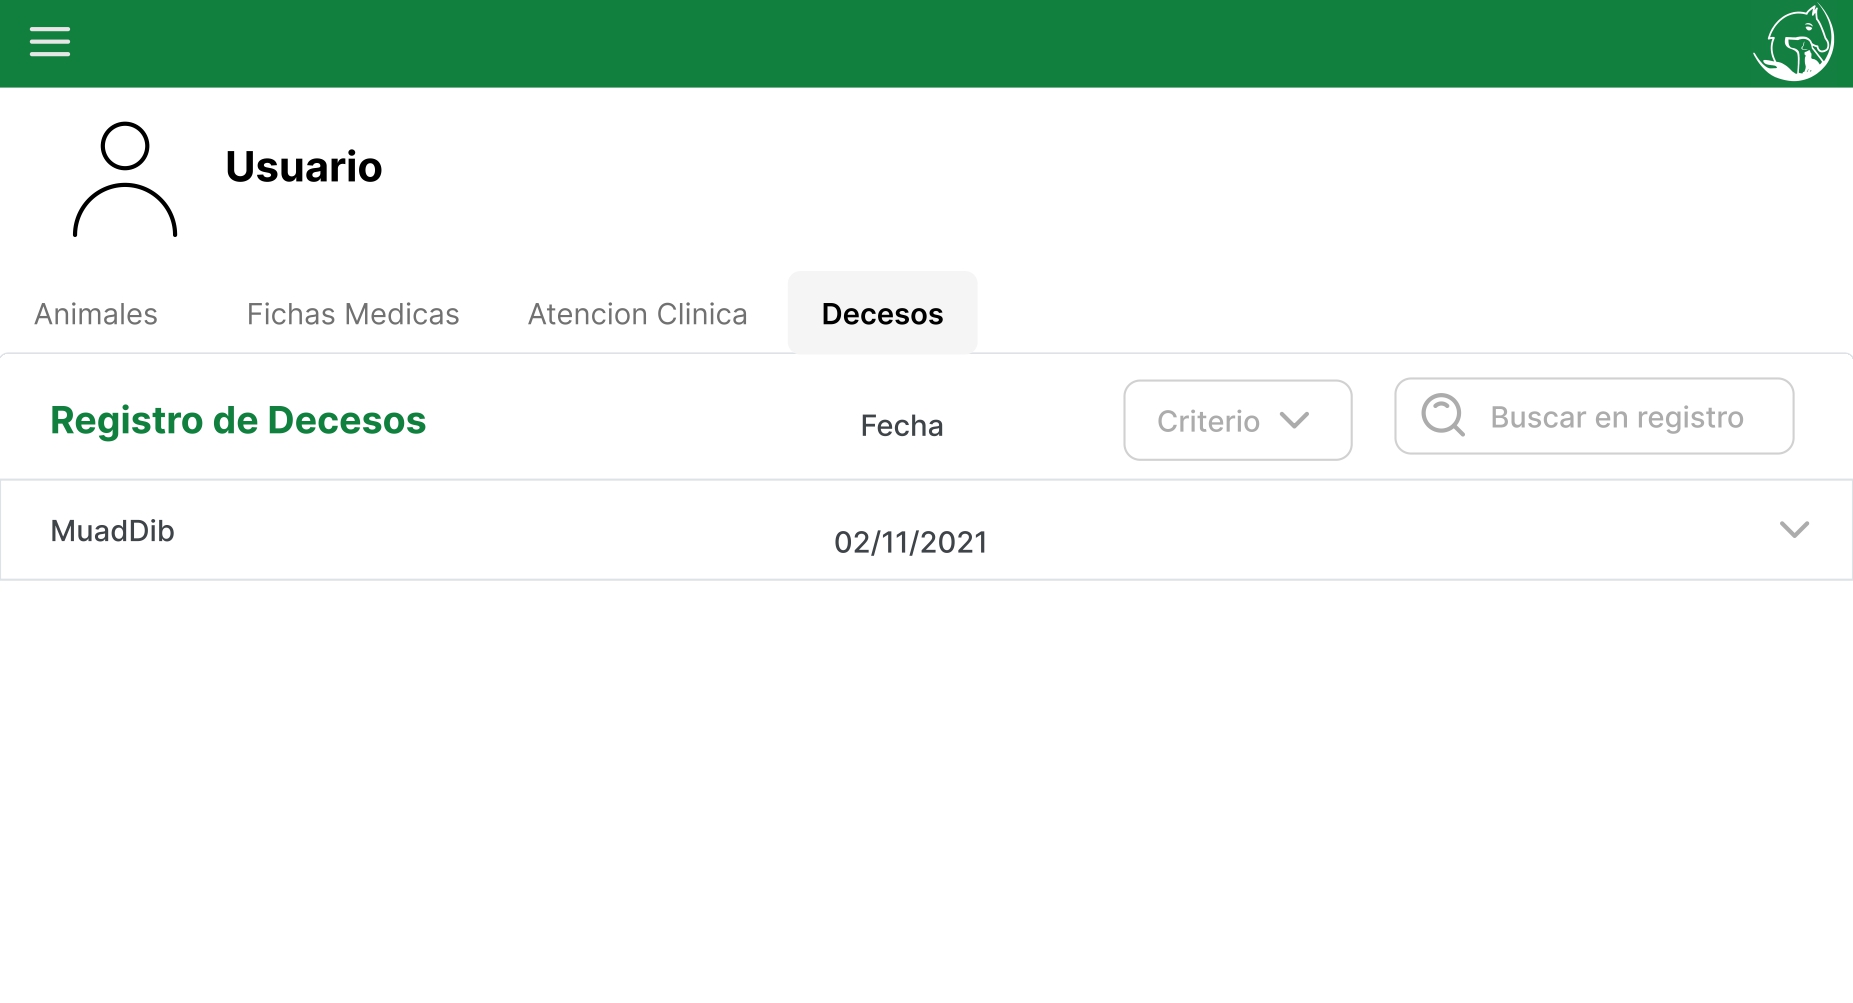 Usuario
Animales
Fichas Medicas
Atencion Clinica
Decesos
Registro de Decesos
Fecha
Criterio
Buscar en registro
MuadDib
02/11/2021